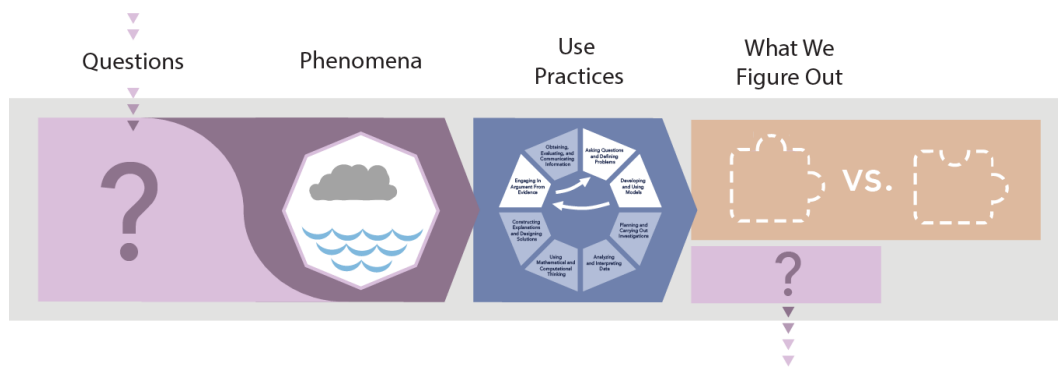 Questions
Phenomena
Use
Practices
What We
Figure Out
?
Obtaining,
Evaluating, and
Communicating
Information
Asking Questions
and Defining
Problems
Engaging in
Argument From
Evidence
Developing
and Using
Models
Constructing
Explanations
and Designing
Solutions
Planning and
Carrying Out
Investigations
Using
Mathematical and
Computational
Thinking
Analyzing
and Interpreting
Data
VS.
?